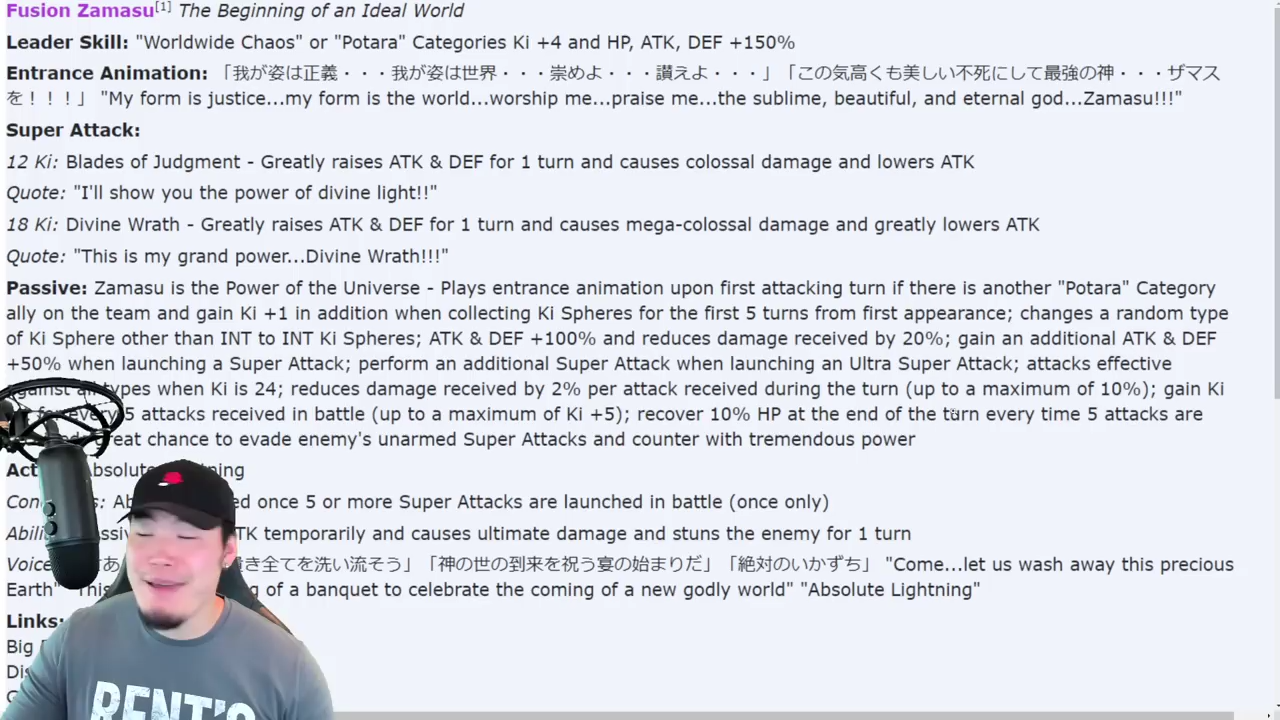 Fusion Zamasu[1] The Beginning of an Ideal World
Leader Skill: "Worldwide Chaos" or "Potara" Categories Ki +4 and HP, ATK, DEF +150%
Entrance Animation: 「我が姿は正義・・・我が姿は世界・・・崇めよ・・・讃えよ・・・」「この気高くも美しい不死にして最強の神・・・ザマス
を！！！」 "My form is justice...my form is the world...worship me...praise me...the sublime, beautiful, and eternal god...Zamasu!!!"
Super Attack:
12 Ki: Blades of Judgment - Greatly raises ATK & DEF for 1 turn and causes colossal damage and lowers ATK
Quote: "I'll show you the power of divine light!!"
18 Ki: Divine Wrath - Greatly raises ATK & DEF for 1 turn and causes mega-colossal damage and greatly lowers ATK
Quote: "This is my grand power...Divine Wrath!!!"
Passive: Zamasu is the Power of the Universe - Plays entrance animation upon first attacking turn if there is another "Potara" Category
ally on the team and gain Ki +1 in addition when collecting Ki Spheres for the first 5 turns from first appearance; changes a random type
of Ki Sphere other than INT to INT Ki Spheres; ATK & DEF +100% and reduces damage received by 20%; gain an additional ATK & DEF
+50% when launching a Super Attack; perform an additional Super Attack when launching an Ultra Super Attack; attacks effective
all types when Ki is 24; reduces damage received by 2% per attack received during the turn (up to a maximum of 10%); gain Ki
5 attacks received in battle (up to a maximum of Ki +5); recover 10% HP at the end of the turn every time 5 attacks are
great chance to evade enemy's unarmed Super Attacks and counter with tremendous power
once 5 or more Super Attacks are launched in battle (once only)
temporarily and causes ultimate damage and stuns the enemy for 1 turn
き全てを洗い流そう」「神の世の到来を祝う宴の始まりだ」「絶対のいかずち」 "Come...let us wash away this precious
Earth" of a banquet to celebrate the coming of a new godly world" "Absolute Lightning"
Links:
Big
RENT'S